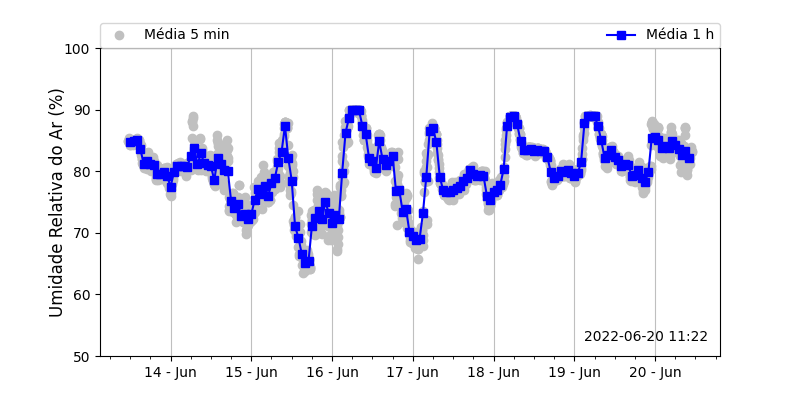 Média 5 min
Média 1 h
Umidade Relativa do Ar (%)
100
90
80
70
60
50
2022-06-20 11:22
14 - Jun
15 - Jun
16 - Jun
17 - Jun
18 - Jun
19 - Jun
20 - Jun